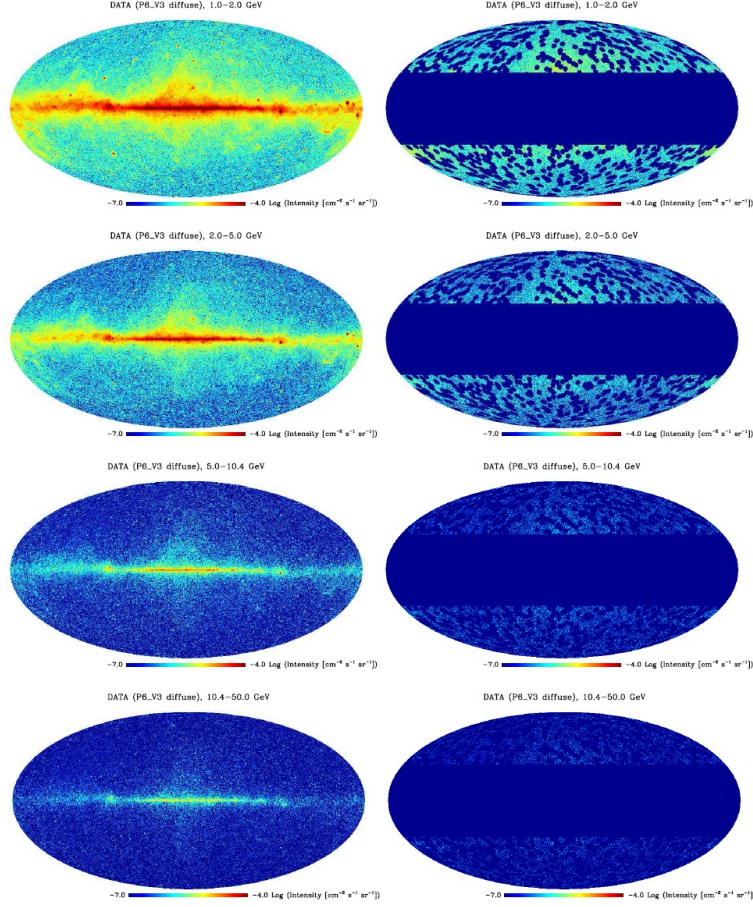 DATA (P6_V3 diffuse), 1.0−2.0 GeV
DATA (P6_V3 diffuse), 1.0−2.0 GeV
−7.0 −4.0 Log (Intensity [cm⁻² s⁻¹ sr⁻¹])
−7.0 −4.0 Log (Intensity [cm⁻² s⁻¹ sr⁻¹])
DATA (P6_V3 diffuse), 2.0−5.0 GeV
DATA (P6_V3 diffuse), 2.0−5.0 GeV
−7.0 −4.0 Log (Intensity [cm⁻² s⁻¹ sr⁻¹])
−7.0 −4.0 Log (Intensity [cm⁻² s⁻¹ sr⁻¹])
DATA (P6_V3 diffuse), 5.0−10.4 GeV
DATA (P6_V3 diffuse), 5.0−10.4 GeV
−7.0 −4.0 Log (Intensity [cm⁻² s⁻¹ sr⁻¹])
−7.0 −4.0 Log (Intensity [cm⁻² s⁻¹ sr⁻¹])
DATA (P6_V3 diffuse), 10.4−50.0 GeV
DATA (P6_V3 diffuse), 10.4−50.0 GeV
−7.0 −4.0 Log (Intensity [cm⁻² s⁻¹ sr⁻¹])
−7.0 −4.0 Log (Intensity [cm⁻² s⁻¹ sr⁻¹])